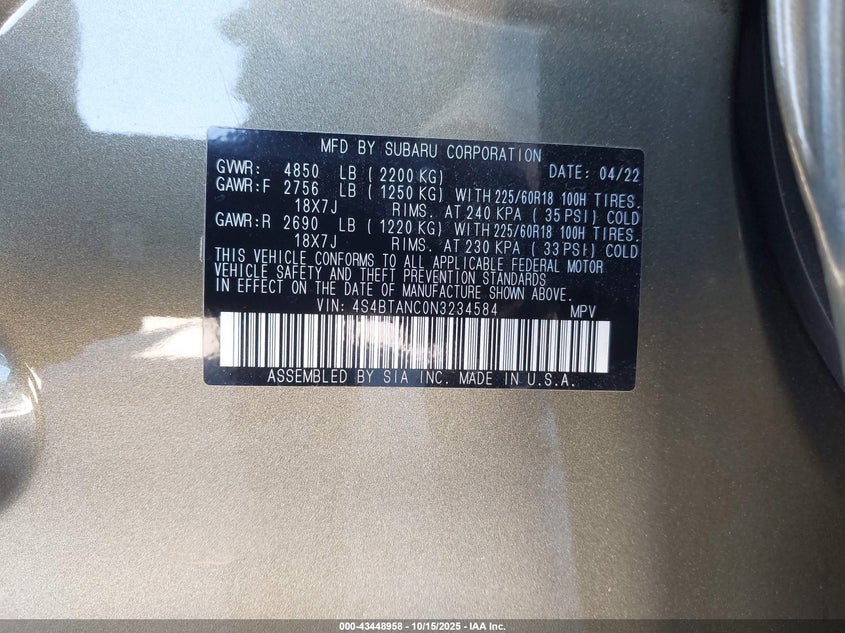 MFD BY SUBARU CORPORATION
GVWR: 4850 LB (2200 KG) DATE: 04/22
GAWR:F 2756 LB (1250 KG) WITH 225/60R18 100H TIRES.
18X7J RIMS. AT 240 KPA (35 PSI) COLD
GAWR:R 2690 LB (1220 KG) WITH 225/60R18 100H TIRES.
18X7J RIMS. AT 230 KPA (33 PSI) COLD
THIS VEHICLE CONFORMS TO ALL APPLICABLE FEDERAL MOTOR
VEHICLE SAFETY AND THEFT PREVENTION STANDARDS
IN EFFECT ON THE DATE OF MANUFACTURE SHOWN ABOVE.
VIN: 4S4BTANC0N3234584 MPV
ASSEMBLED BY SIA INC. MADE IN U.S.A.
000-43448958 - 10/15/2025 - IAA Inc.